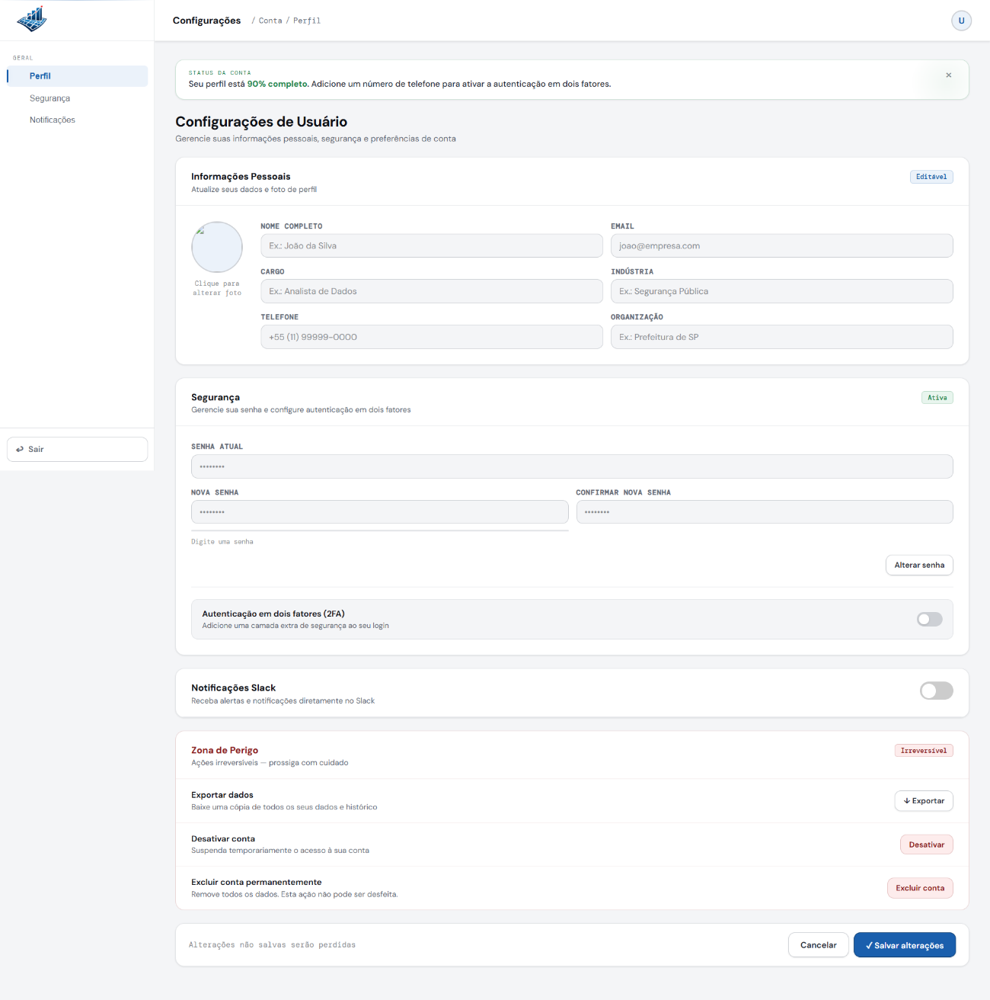 Configurações / Conta / Perfil
U
GERAL
Perfil
Segurança
Notificações
Sair
STATUS DA CONTA
Seu perfil está 90% completo. Adicione um número de telefone para ativar a autenticação em dois fatores.
×
Configurações de Usuário
Gerencie suas informações pessoais, segurança e preferências de conta
Informações Pessoais
Editável
Atualize seus dados e foto de perfil
Clique para
alterar foto
NOME COMPLETO
Ex.: João da Silva
EMAIL
joao@empresa.com
CARGO
Ex.: Analista de Dados
INDÚSTRIA
Ex.: Segurança Pública
TELEFONE
+55 (11) 99999-0000
ORGANIZAÇÃO
Ex.: Prefeitura de SP
Segurança
Ativa
Gerencie sua senha e configure autenticação em dois fatores
SENHA ATUAL
••••••••
NOVA SENHA
••••••••
CONFIRMAR NOVA SENHA
••••••••
Digite uma senha
Alterar senha
Autenticação em dois fatores (2FA)
Adicione uma camada extra de segurança ao seu login
Notificações Slack
Receba alertas e notificações diretamente no Slack
Zona de Perigo
Irreversível
Ações irreversíveis — prossiga com cuidado
Exportar dados
Baixe uma cópia de todos os seus dados e histórico
↓ Exportar
Desativar conta
Suspenda temporariamente o acesso à sua conta
Desativar
Excluir conta permanentemente
Remove todos os dados. Esta ação não pode ser desfeita.
Excluir conta
Alterações não salvas serão perdidas
Cancelar
✓ Salvar alterações